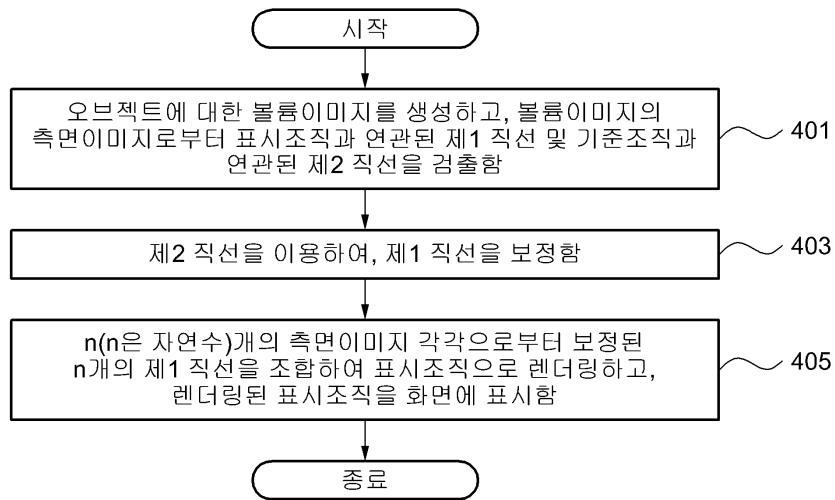 시작
오브젝트에 대한 볼륨이미지를 생성하고, 볼륨이미지의
측면이미지로부터 표시조직과 연관된 제1 직선 및 기준조직과
연관된 제2 직선을 검출함
401
제2 직선을 이용하여, 제1 직선을 보정함
403
n(n은 자연수)개의 측면이미지 각각으로부터 보정된
n개의 제1 직선을 조합하여 표시조직으로 렌더링하고,
렌더링된 표시조직을 화면에 표시함
405
종료